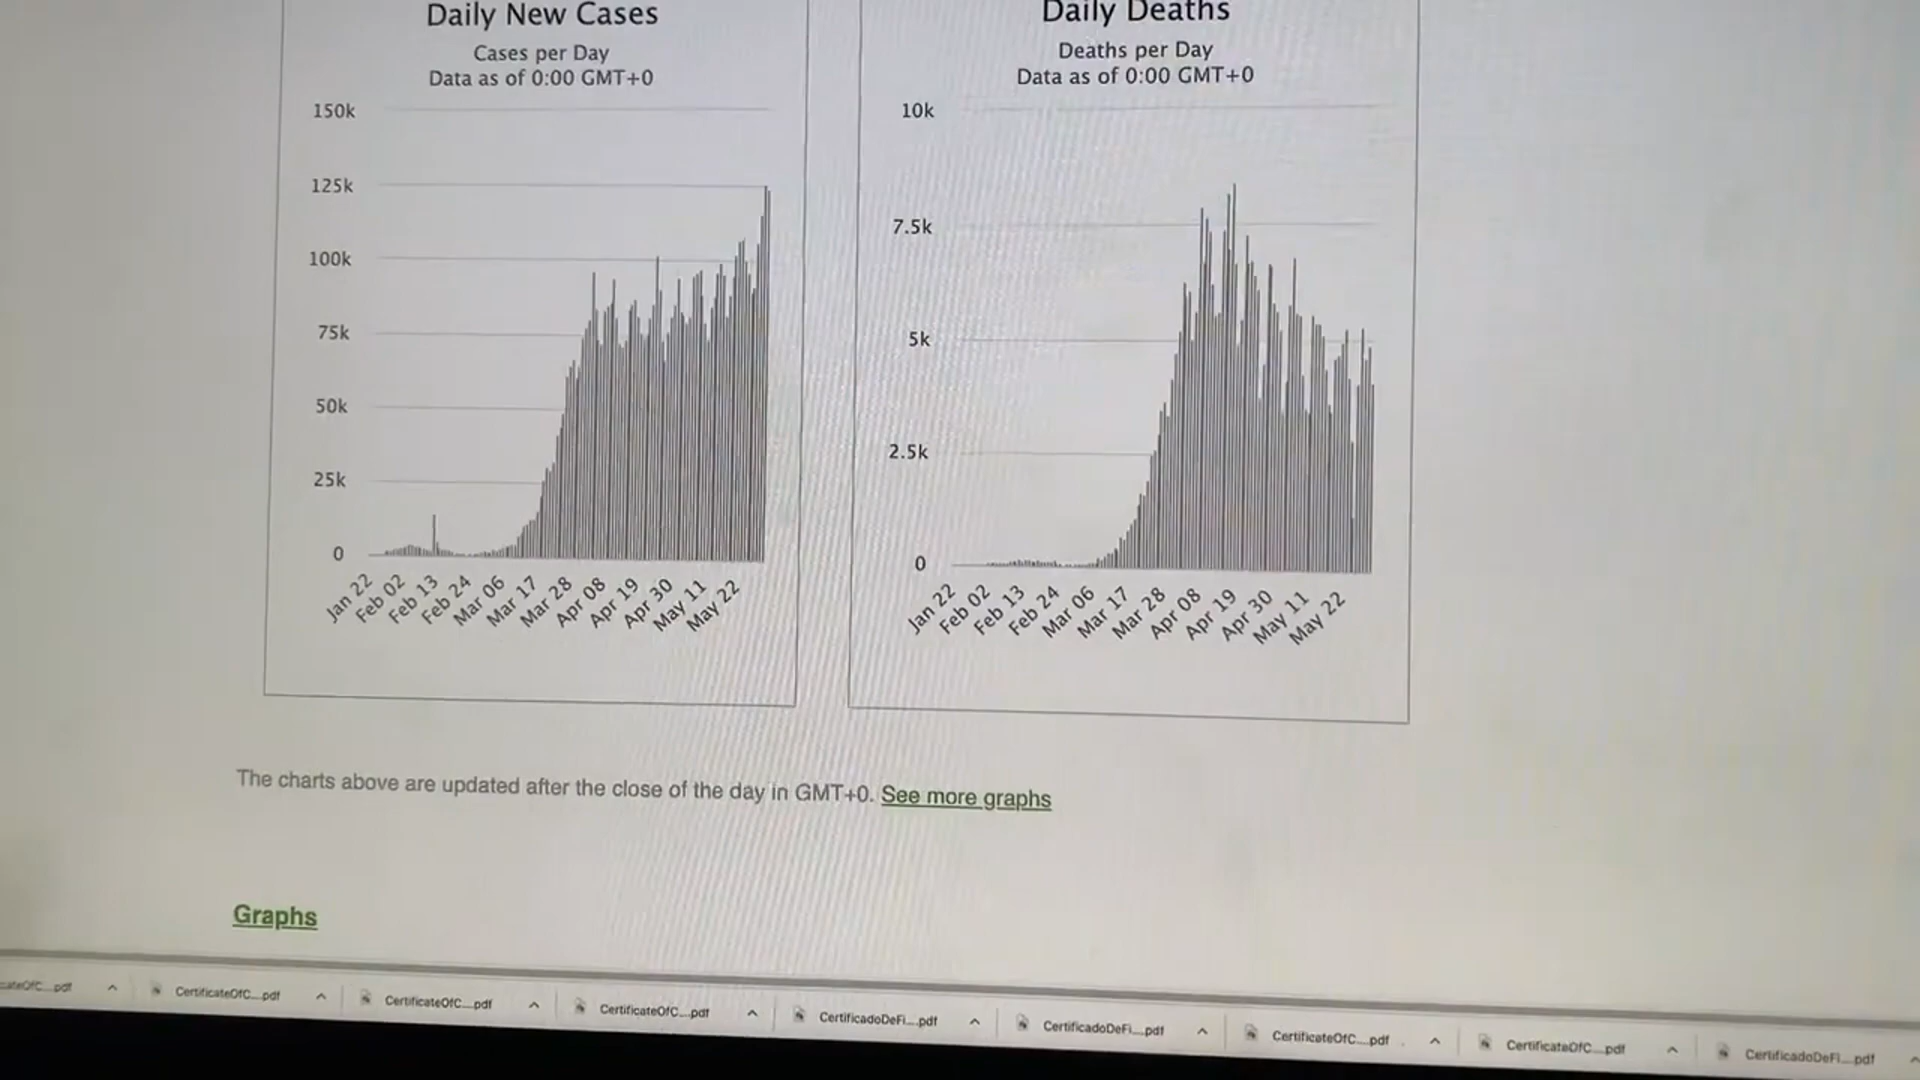 Daily New Cases
Cases per Day
Data as of 0:00 GMT+0
150k
125k
100k
75k
50k
25k
0
Jan 22
Feb 02
Feb 13
Feb 24
Mar 06
Mar 17
Mar 28
Apr 08
Apr 19
Apr 30
May 11
May 22
Daily Deaths
Deaths per Day
Data as of 0:00 GMT+0
10k
7.5k
5k
2.5k
0
Jan 22
Feb 02
Feb 13
Feb 24
Mar 06
Mar 17
Mar 28
Apr 08
Apr 19
Apr 30
May 11
May 22
The charts above are updated after the close of the day in GMT+0. See more graphs
Graphs
CertificateOfC....pdf
CertificateOfC....pdf
CertificateOfC....pdf
CertificadoDeFi....pdf
CertificadoDeFi....pdf
CertificateOfC....pdf
CertificateOfC....pdf
CertificadoDeFi....pdf